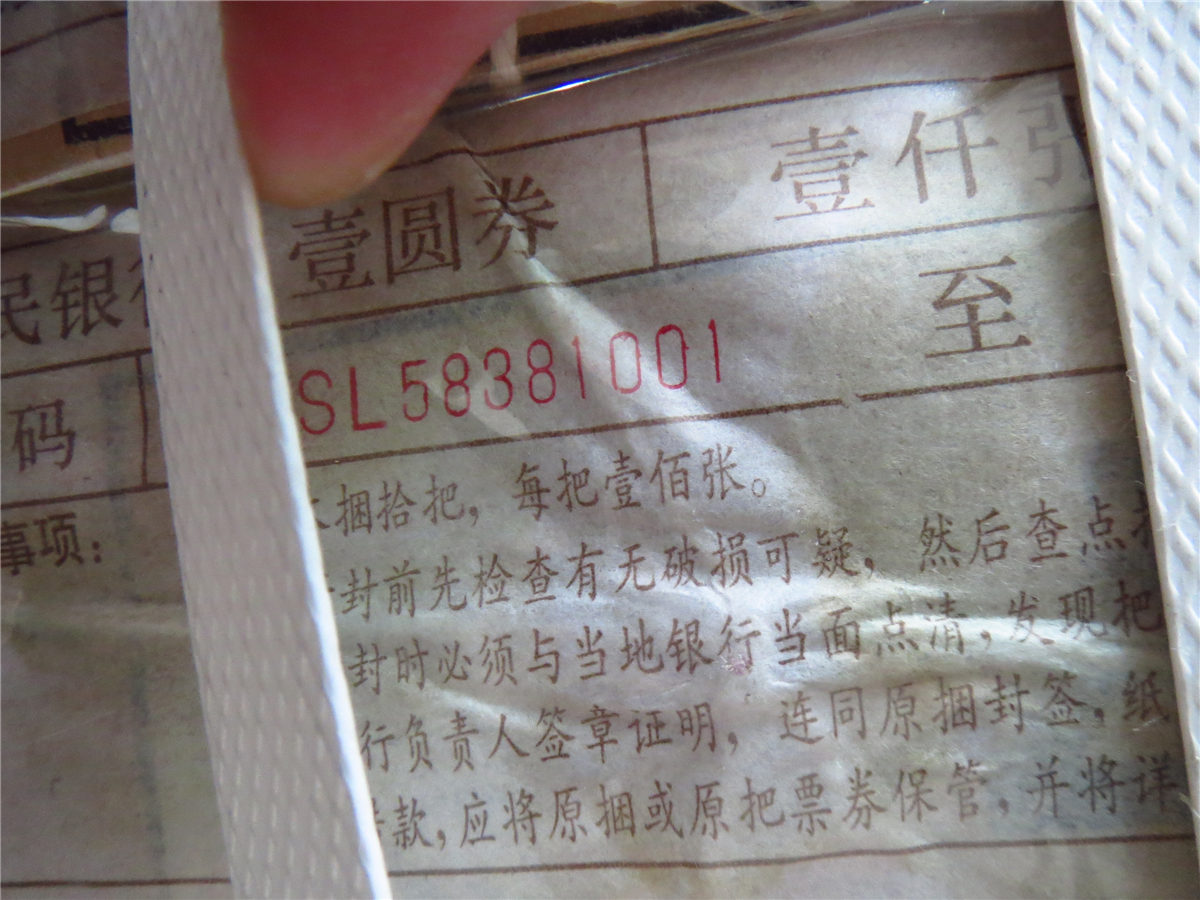 壹圆券 壹仟张
民银行
码 SL58381001 至
事项:
本捆拾把，每把壹佰张。
封前先检查有无破损可疑，然后查点
封时必须与当地银行当面点清，发现把
行负责人签章证明，连同原捆封签，纸
款，应将原捆或原把票券保管，并将详